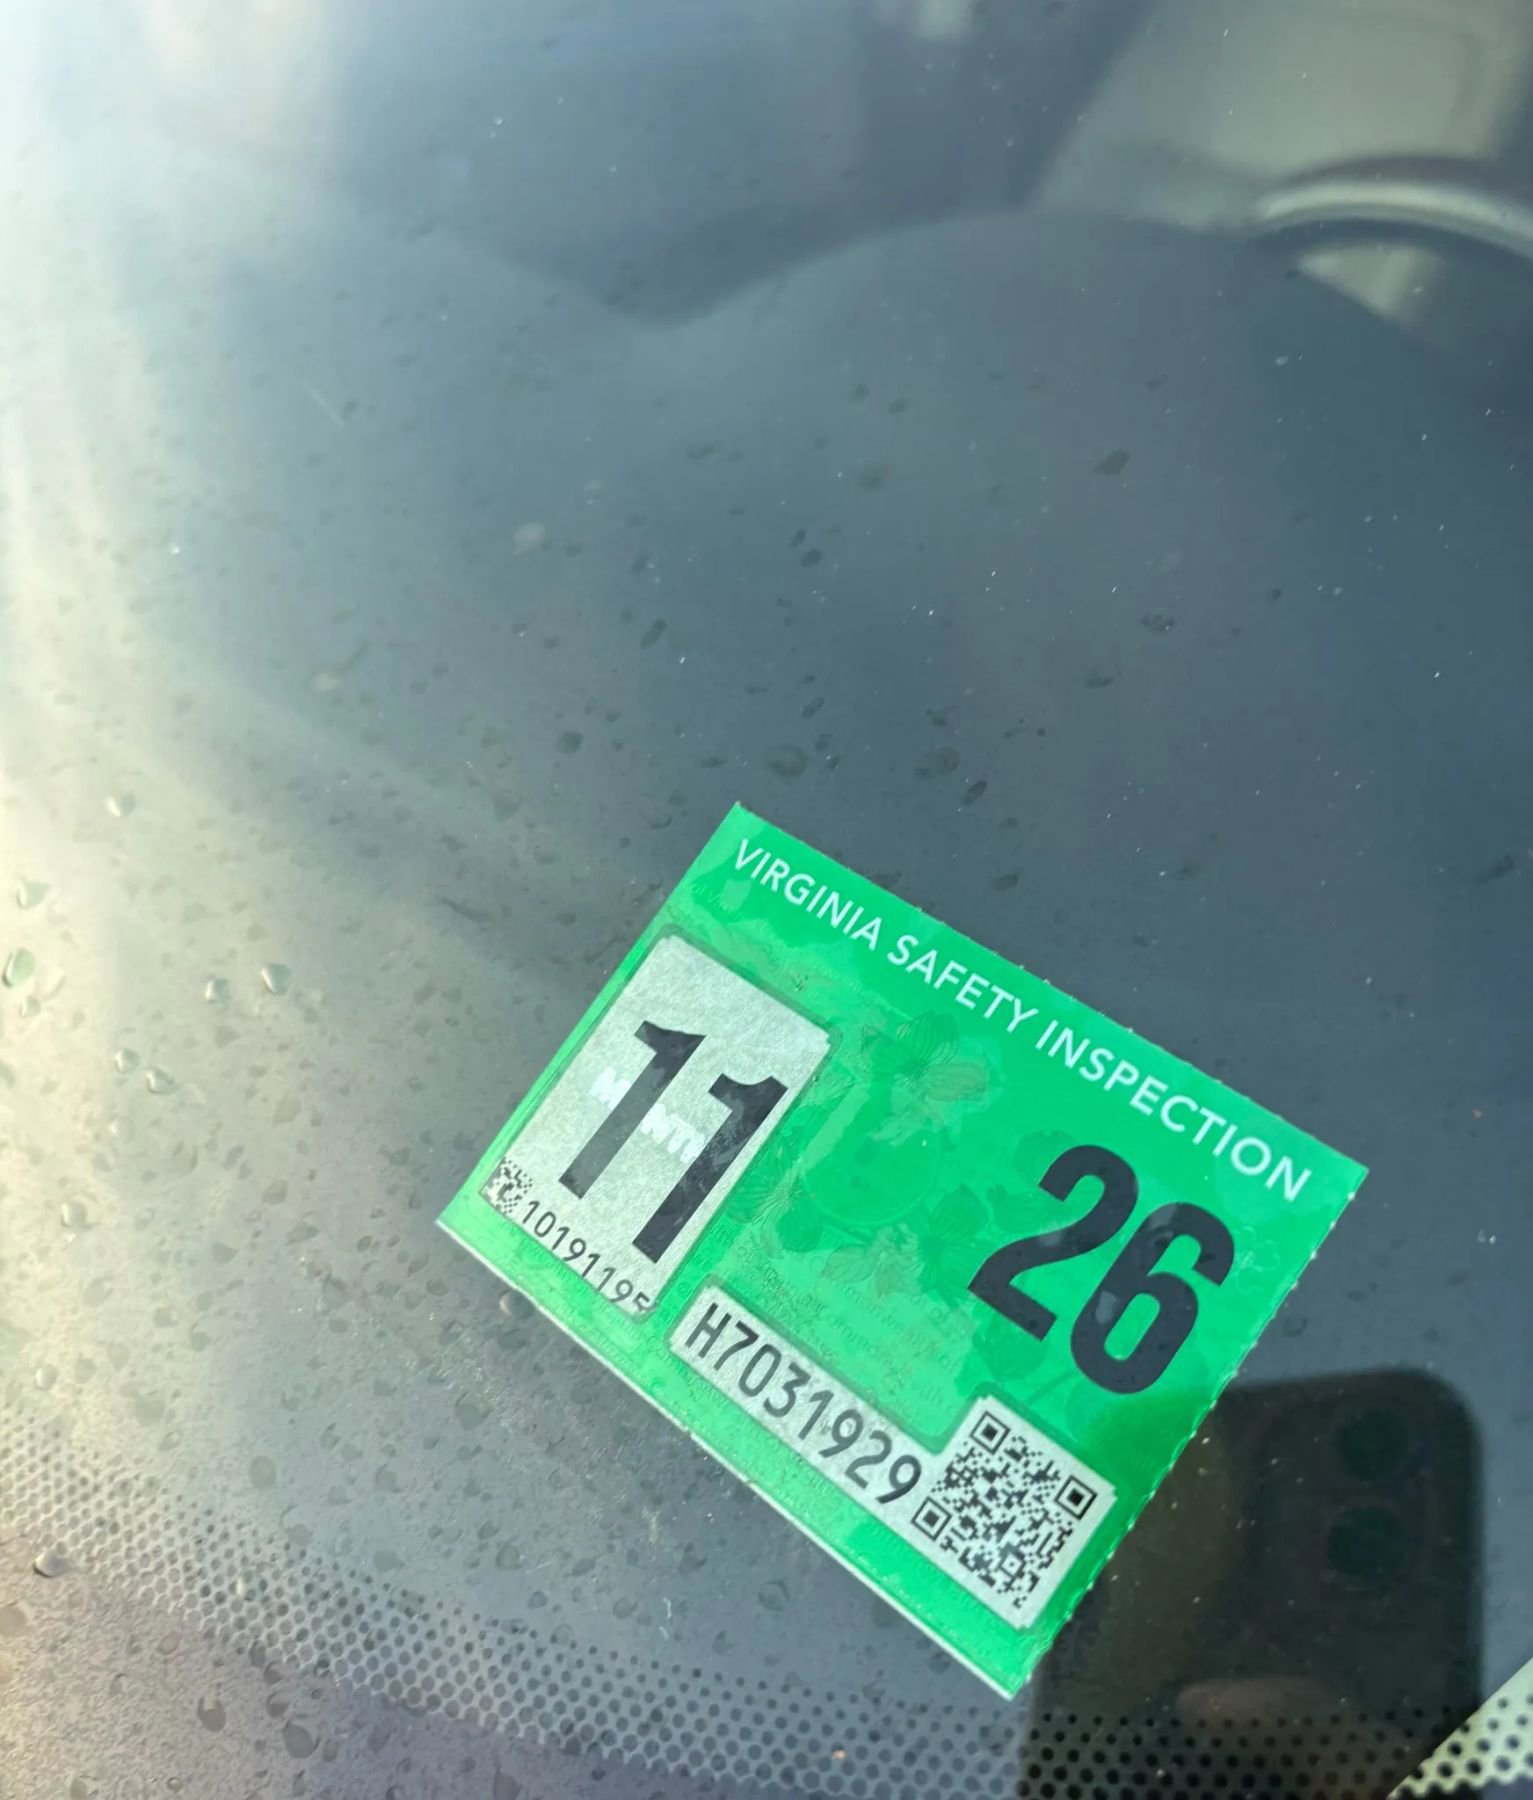 VIRGINIA SAFETY INSPECTION
11
26
10191195
H7031929